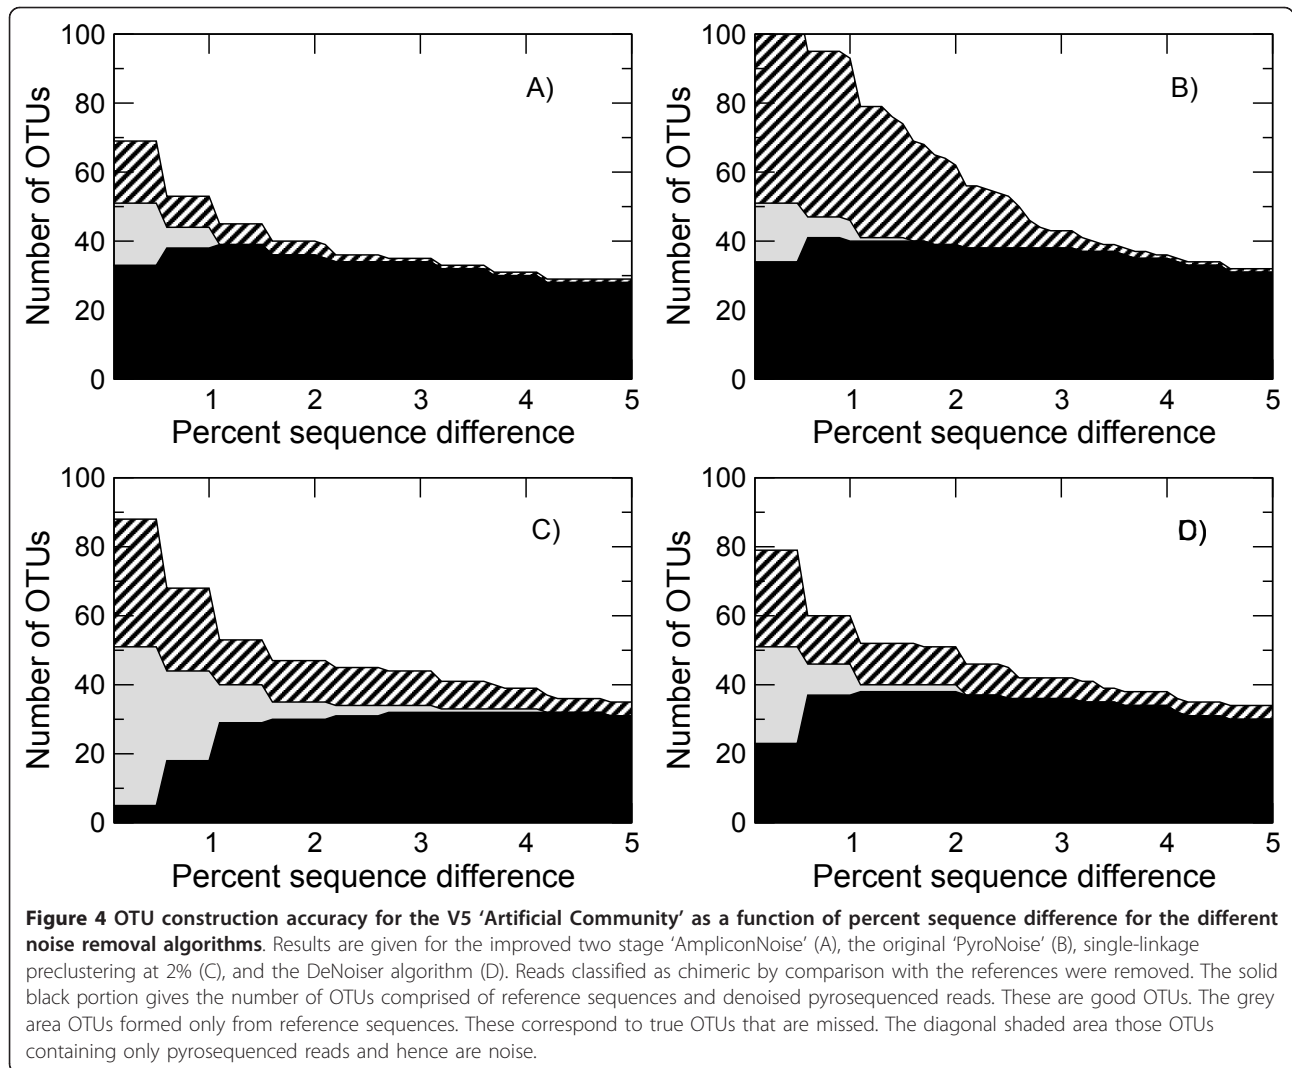 100
80
60
40
20
0
Number of OTUs
A)
1 2 3 4 5
Percent sequence difference
100
80
60
40
20
0
Number of OTUs
B)
1 2 3 4 5
Percent sequence difference
100
80
60
40
20
0
Number of OTUs
C)
1 2 3 4 5
Percent sequence difference
100
80
60
40
20
0
Number of OTUs
D)
1 2 3 4 5
Percent sequence difference
Figure 4 OTU construction accuracy for the V5 ‘Artificial Community’ as a function of percent sequence difference for the different
noise removal algorithms. Results are given for the improved two stage ‘AmpliconNoise’ (A), the original ‘PyroNoise’ (B), single-linkage
preclustering at 2% (C), and the DeNoiser algorithm (D). Reads classified as chimeric by comparison with the references were removed. The solid
black portion gives the number of OTUs comprised of reference sequences and denoised pyrosequenced reads. These are good OTUs. The grey
area OTUs formed only from reference sequences. These correspond to true OTUs that are missed. The diagonal shaded area those OTUs
containing only pyrosequenced reads and hence are noise.